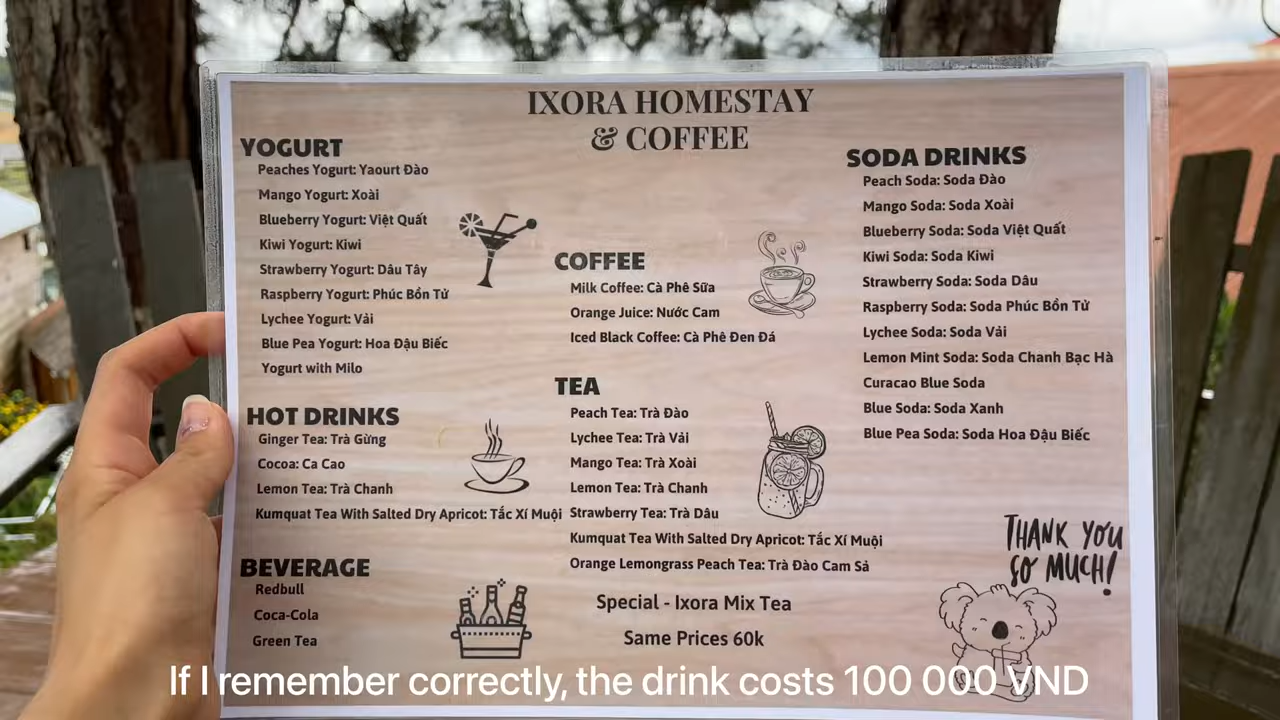 IXORA HOMESTAY
& COFFEE
YOGURT
Peaches Yogurt: Yaourt Đào
Mango Yogurt: Xoài
Blueberry Yogurt: Việt Quất
Kiwi Yogurt: Kiwi
Strawberry Yogurt: Dâu Tây
Raspberry Yogurt: Phúc Bồn Tử
Lychee Yogurt: Vải
Blue Pea Yogurt: Hoa Đậu Biếc
Yogurt with Milo
HOT DRINKS
Ginger Tea: Trà Gừng
Cocoa: Ca Cao
Lemon Tea: Trà Chanh
Kumquat Tea With Salted Dry Apricot: Tắc Xí Muội
BEVERAGE
Redbull
Coca-Cola
Green Tea
COFFEE
Milk Coffee: Cà Phê Sữa
Orange Juice: Nước Cam
Iced Black Coffee: Cà Phê Đen Đá
TEA
Peach Tea: Trà Đào
Lychee Tea: Trà Vải
Mango Tea: Trà Xoài
Lemon Tea: Trà Chanh
Strawberry Tea: Trà Dâu
Kumquat Tea With Salted Dry Apricot: Tắc Xí Muội
Orange Lemongrass Peach Tea: Trà Đào Cam Sả
Special - Ixora Mix Tea
Same Prices 60k
SODA DRINKS
Peach Soda: Soda Đào
Mango Soda: Soda Xoài
Blueberry Soda: Soda Việt Quất
Kiwi Soda: Soda Kiwi
Strawberry Soda: Soda Dâu
Raspberry Soda: Soda Phúc Bồn Tử
Lychee Soda: Soda Vải
Lemon Mint Soda: Soda Chanh Bạc Hà
Curacao Blue Soda
Blue Soda: Soda Xanh
Blue Pea Soda: Soda Hoa Đậu Biếc
THANK YOU
SO MUCH!
If I remember correctly, the drink costs 100 000 VND